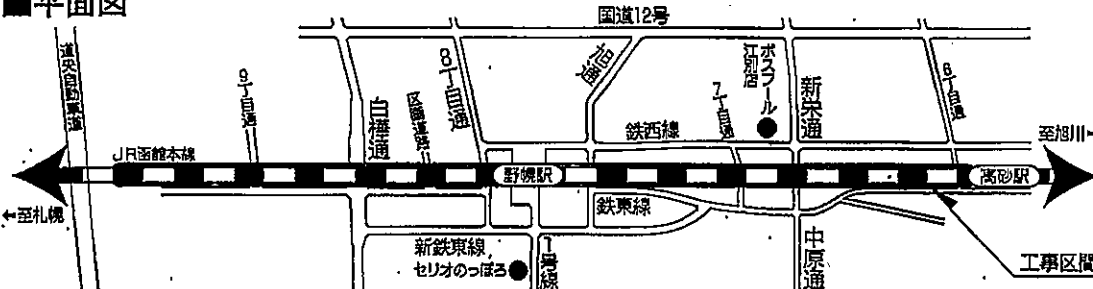 ■平面図
国道12号
道央自動車道
9丁目通
白樺通
区画道路
8丁目通
旭通
ボスフール
江別店
7丁目通
新栄通
6丁目通
鉄西線
至旭川
JR函館本線
野幌駅
高砂駅
←至札幌
鉄東線
新鉄東線
セリオのっぽろ
1号線
中原通
工事区間